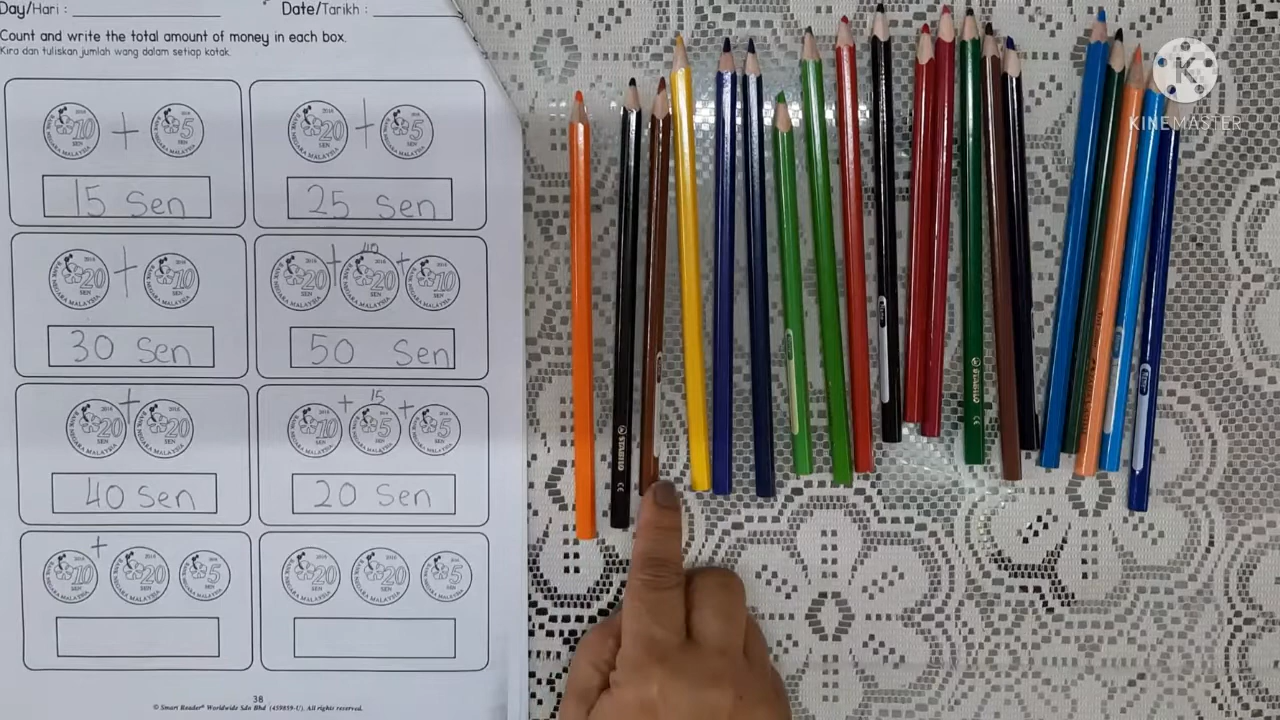 Day/Hari : Date/Tarikh :
Count and write the total amount of money in each box.
Kira dan tuliskan jumlah wang dalam setiap kotak.
10 SEN + 5 SEN
15 Sen
20 SEN + 5 SEN
25 Sen
20 SEN + 10 SEN
30 Sen
40
20 SEN + 20 SEN + 10 SEN
50 Sen
20 SEN + 20 SEN
40 Sen
15
10 SEN + 5 SEN + 5 SEN
20 Sen
10 SEN + 20 SEN 5 SEN
20 SEN 20 SEN 5 SEN
38
© Smart Reader® Worldwide Sdn Bhd (459859-U). All rights reserved.
KINEMASTER
STABILO
STABILO